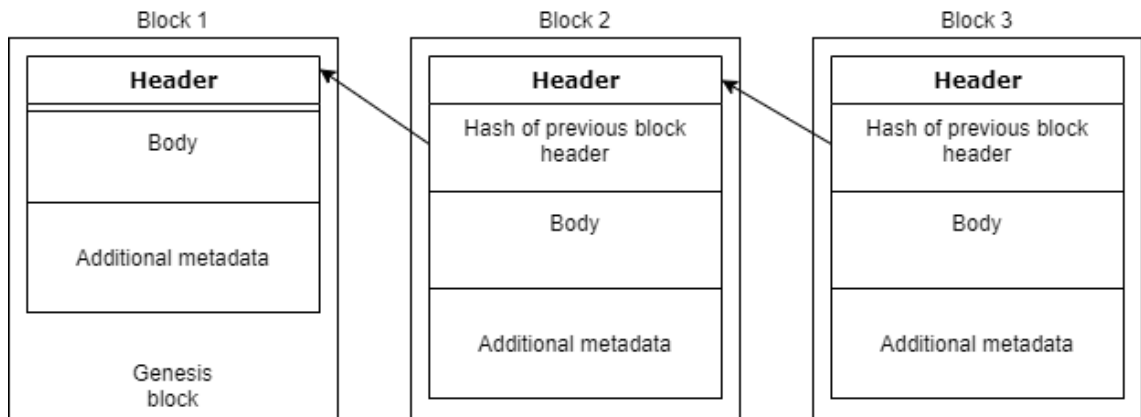 Block 1
Header
Body
Additional metadata
Genesis
block
Block 2
Header
Hash of previous block
header
Body
Additional metadata
Block 3
Header
Hash of previous block
header
Body
Additional metadata